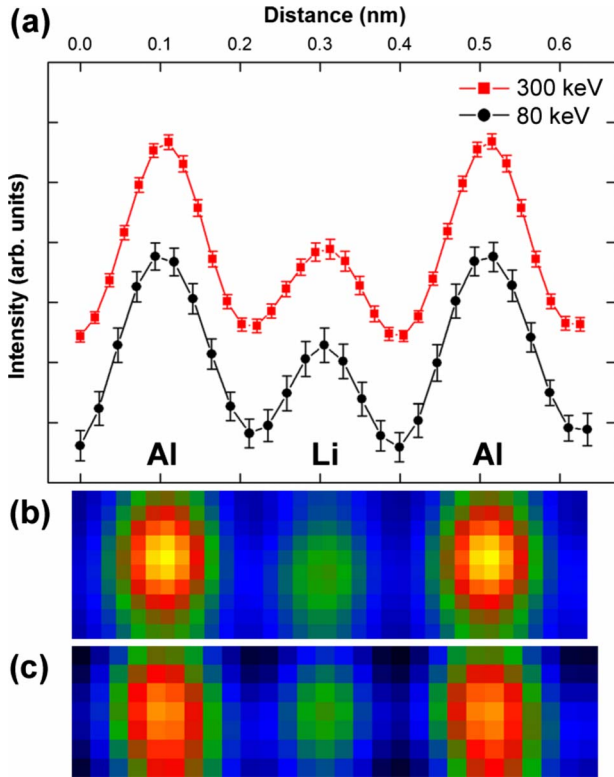 Distance (nm)
(a)
0.0 0.1 0.2 0.3 0.4 0.5 0.6
300 keV
80 keV
Intensity (arb. units)
Al Li Al
(b)
(c)